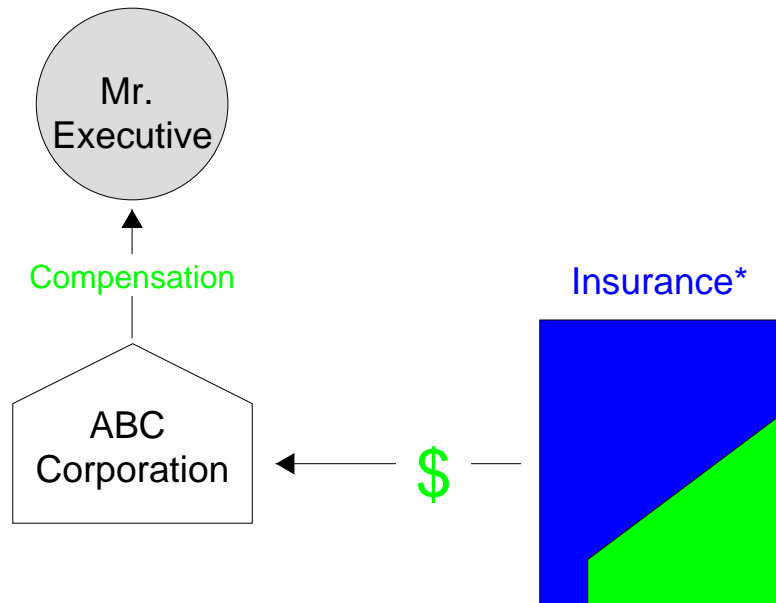 Mr.
Executive
Compensation
Insurance*
ABC
Corporation
$